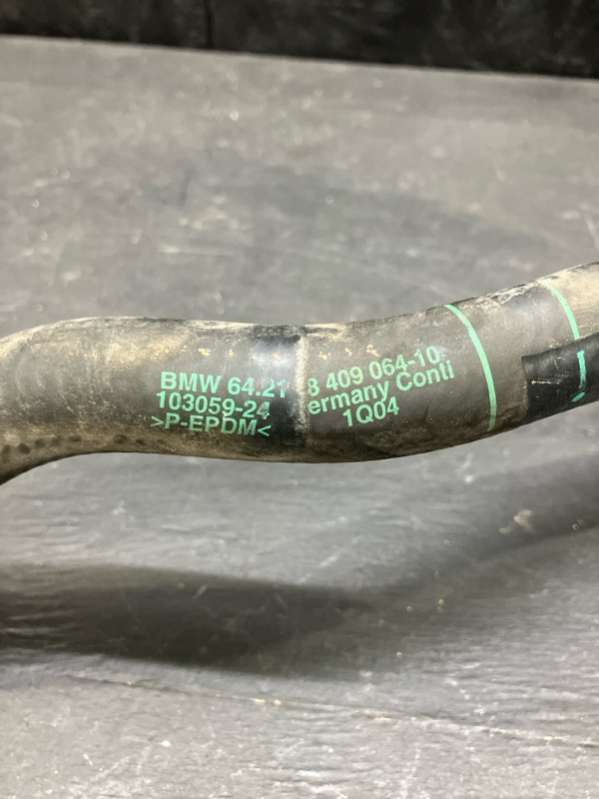 BMW 64.21 8 409 064-10
103059-24 ermany Conti
>P-EPDM< 1Q04